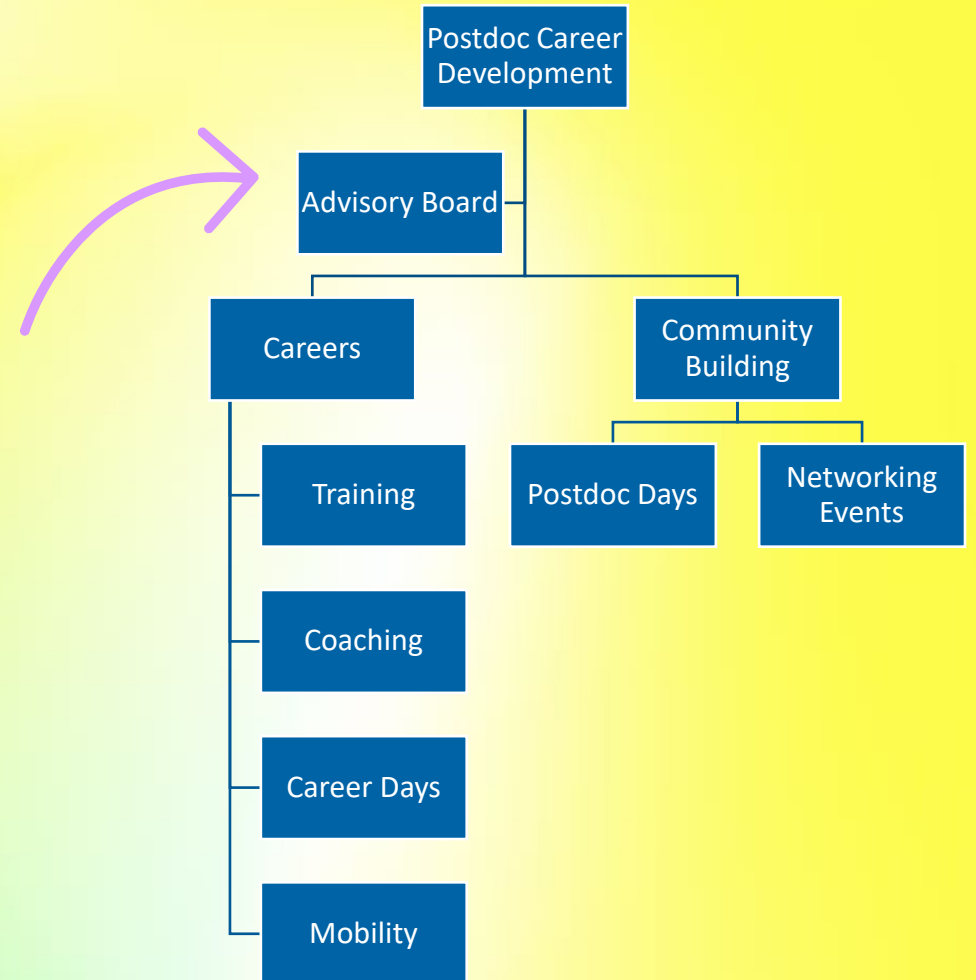 Postdoc Career
Development
Advisory Board
Careers
Community
Building
Training
Postdoc Days
Networking
Events
Coaching
Career Days
Mobility